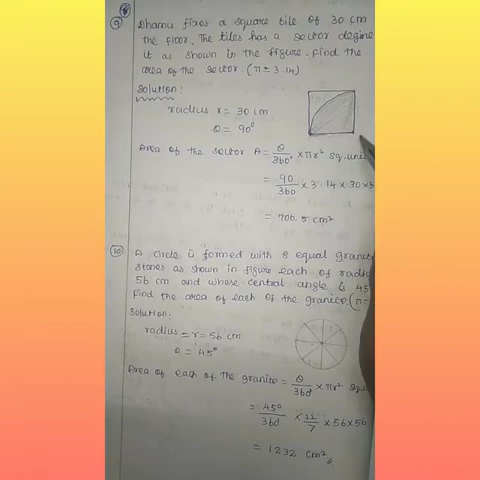 9 Dhamu fixes a square tile of 30 cm
the floor. The tiles has a sector degine
it as shown in the figure. Find the
area of the sector. (π = 3.14)
Solution:
radius r = 30 cm
θ = 90°
Area of the sector A = θ/360° × πr² sq.unit
= 90/360 × 3.14 × 30 × 3
= 706.5 cm²
10 A circle is formed with 8 equal granit
stones as shown in figure each of radiu
56 cm and whose central angle is 45
Find the area of each of the granite. (π =
Solution:
radius = r = 56 cm
θ = 45°
Area of each of the granite = θ/360 × πr² squ
= 45°/360 × 22/7 × 56 × 56
= 1232 cm²